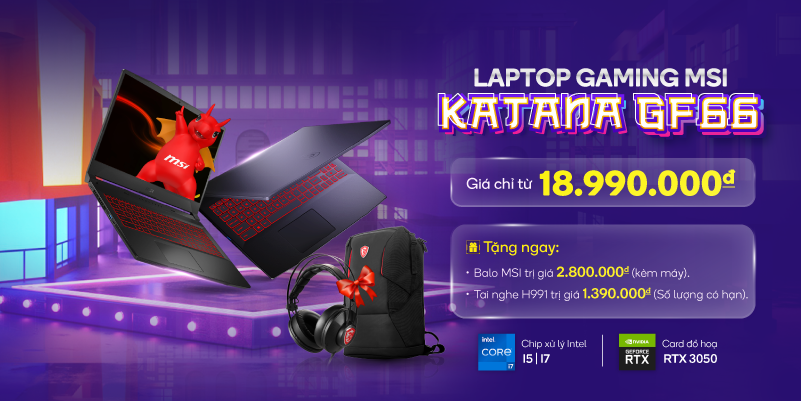 LAPTOP GAMING MSI
KATANA GF66
Giá chỉ từ 18.990.000đ
Tặng ngay:
• Balo MSI trị giá 2.800.000đ (kèm máy).
• Tai nghe H991 trị giá 1.390.000đ (Số lượng có hạn).
intel
CORE
i7
Chip xử lý Intel
I5 | I7
NVIDIA
GEFORCE
RTX
Card đồ hoạ
RTX 3050
msi